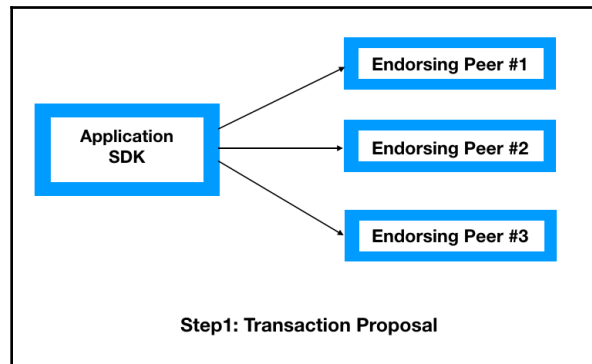 Endorsing Peer #1
Application
SDK
Endorsing Peer #2
Endorsing Peer #3
Step1: Transaction Proposal